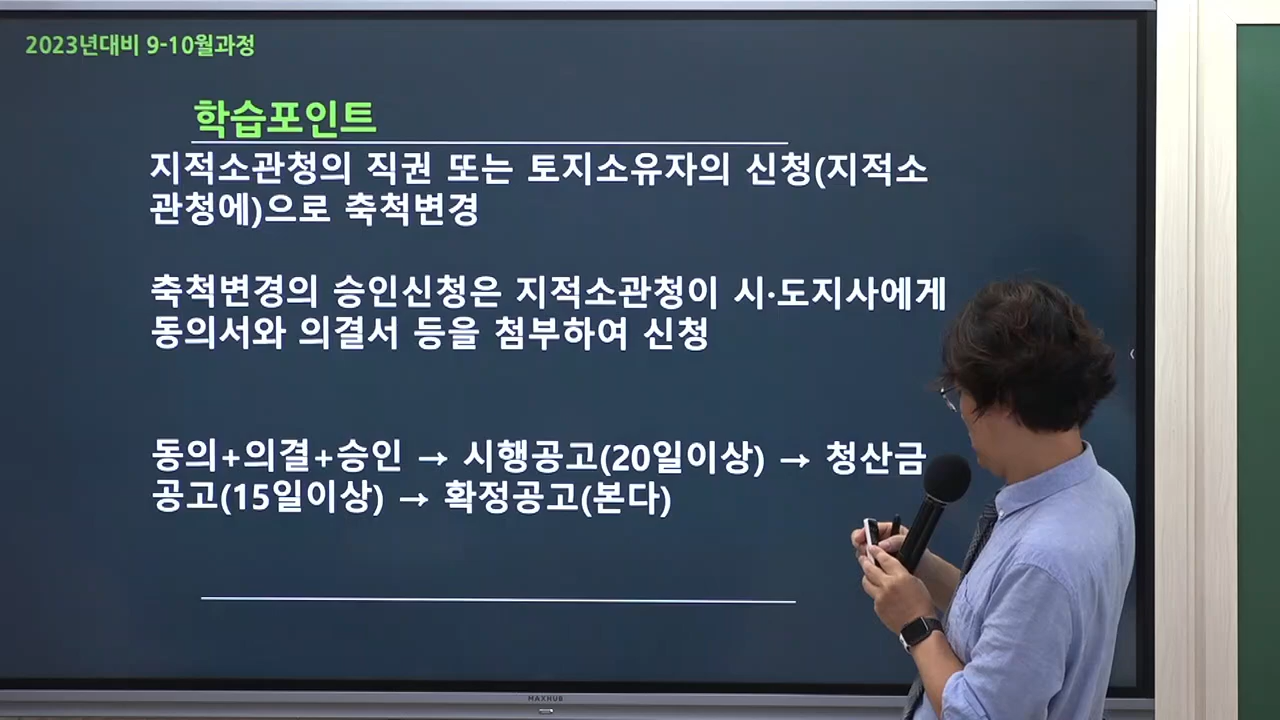 2023년대비 9-10월과정
학습포인트
지적소관청의 직권 또는 토지소유자의 신청(지적소
관청에)으로 축척변경
축척변경의 승인신청은 지적소관청이 시·도지사에게
동의서와 의결서 등을 첨부하여 신청
동의+의결+승인 → 시행공고(20일이상) → 청산금
공고(15일이상) → 확정공고(본다)
MAXHUB